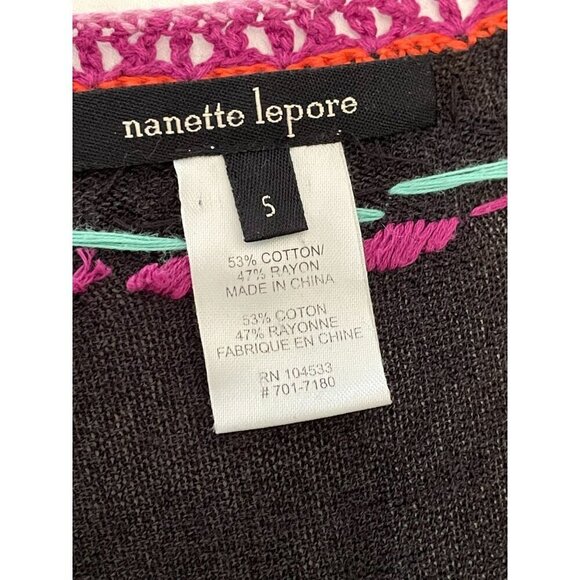 nanette lepore
S
53% COTTON/
47% RAYON
MADE IN CHINA
53% COTON
47% RAYONNE
FABRIQUE EN CHINE
RN 104533
# 701-7180